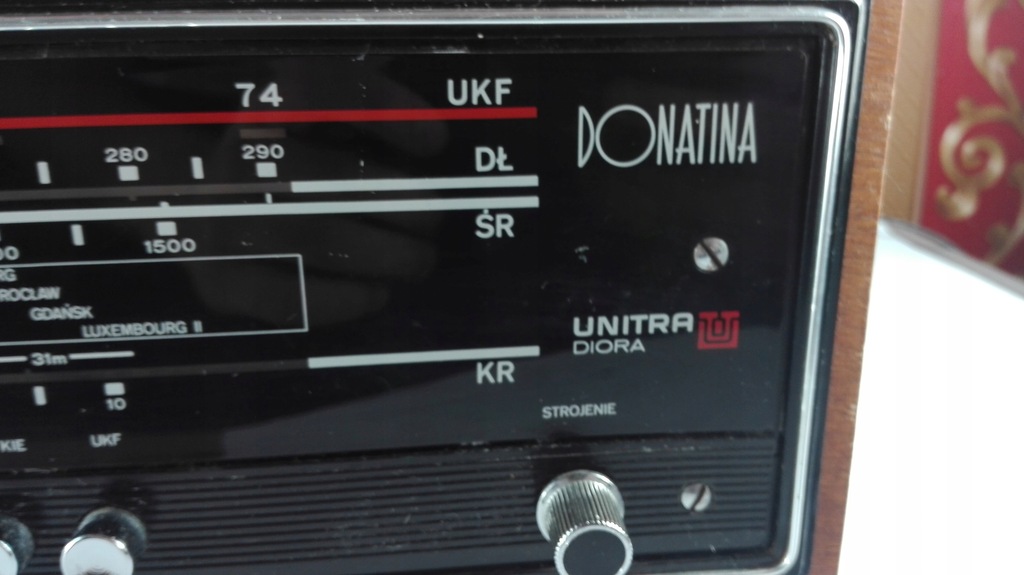 74 UKF
DONATINA
280 290 DŁ
ŚR
1500
GDAŃSK
LUXEMBOURG II
UNITRA
DIORA
31m
KR
10
STROJENIE
UKF